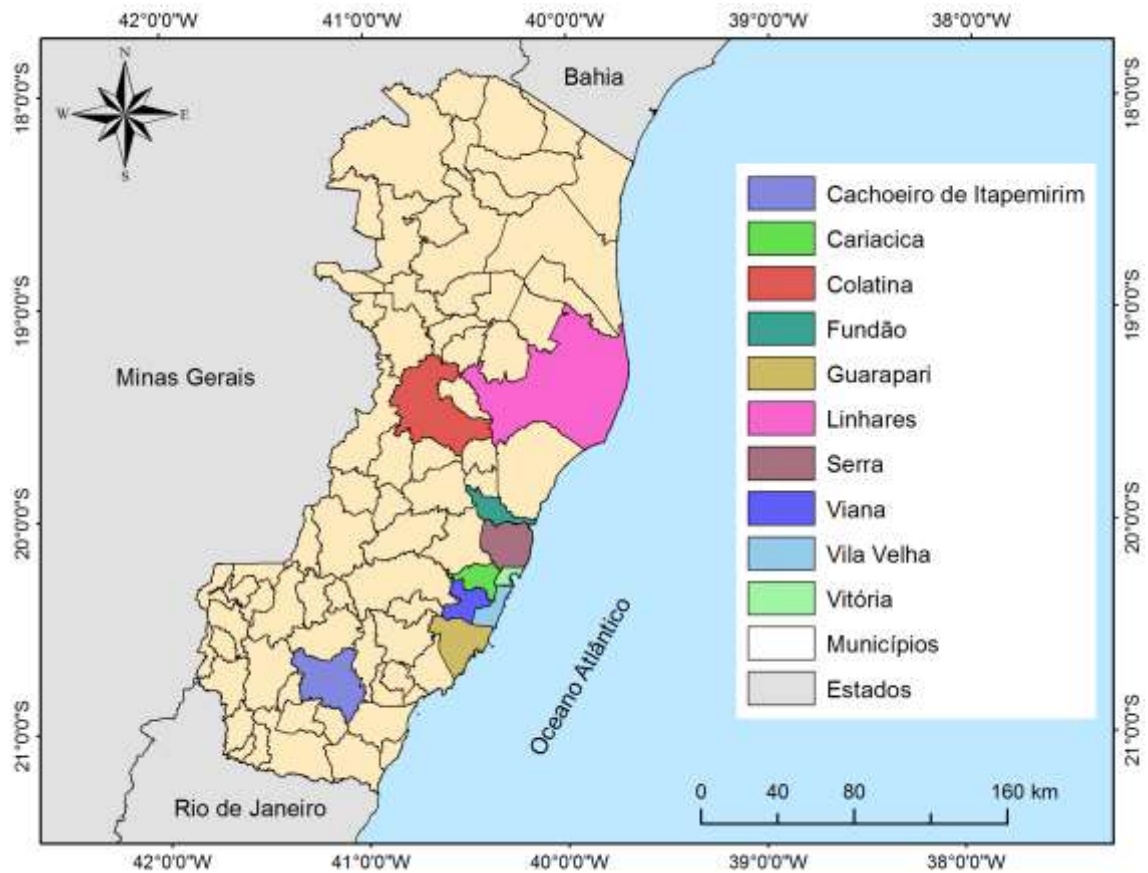 42°0'0"W 41°0'0"W 40°0'0"W 39°0'0"W 38°0'0"W
18°0'0"S
19°0'0"S
20°0'0"S
21°0'0"S
N
W E
S
Bahia
Minas Gerais
Rio de Janeiro
Oceano Atlântico
Cachoeiro de Itapemirim
Cariacica
Colatina
Fundão
Guarapari
Linhares
Serra
Viana
Vila Velha
Vitória
Municípios
Estados
0 40 80 160 km
18°0'0"S
19°0'0"S
20°0'0"S
21°0'0"S
42°0'0"W 41°0'0"W 40°0'0"W 39°0'0"W 38°0'0"W